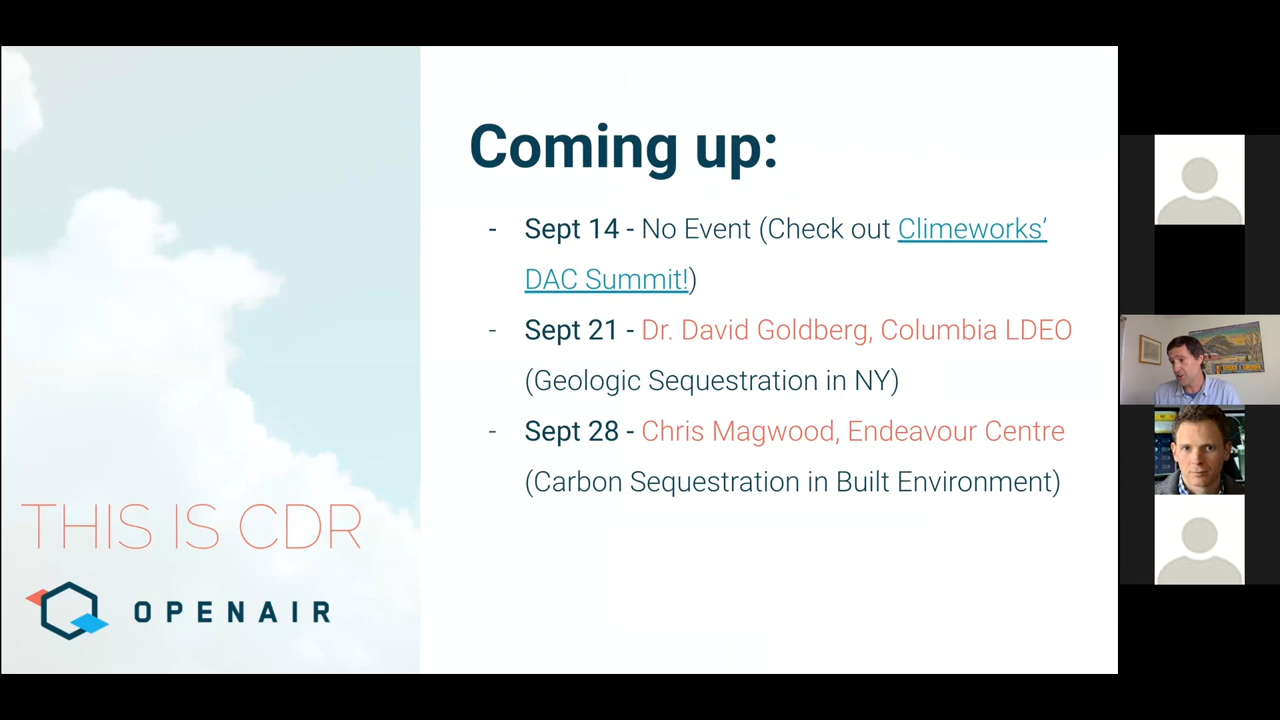 Coming up:
- Sept 14 - No Event (Check out Climeworks’
DAC Summit!)
- Sept 21 - Dr. David Goldberg, Columbia LDEO
(Geologic Sequestration in NY)
- Sept 28 - Chris Magwood, Endeavour Centre
(Carbon Sequestration in Built Environment)
THIS IS CDR
OPENAIR